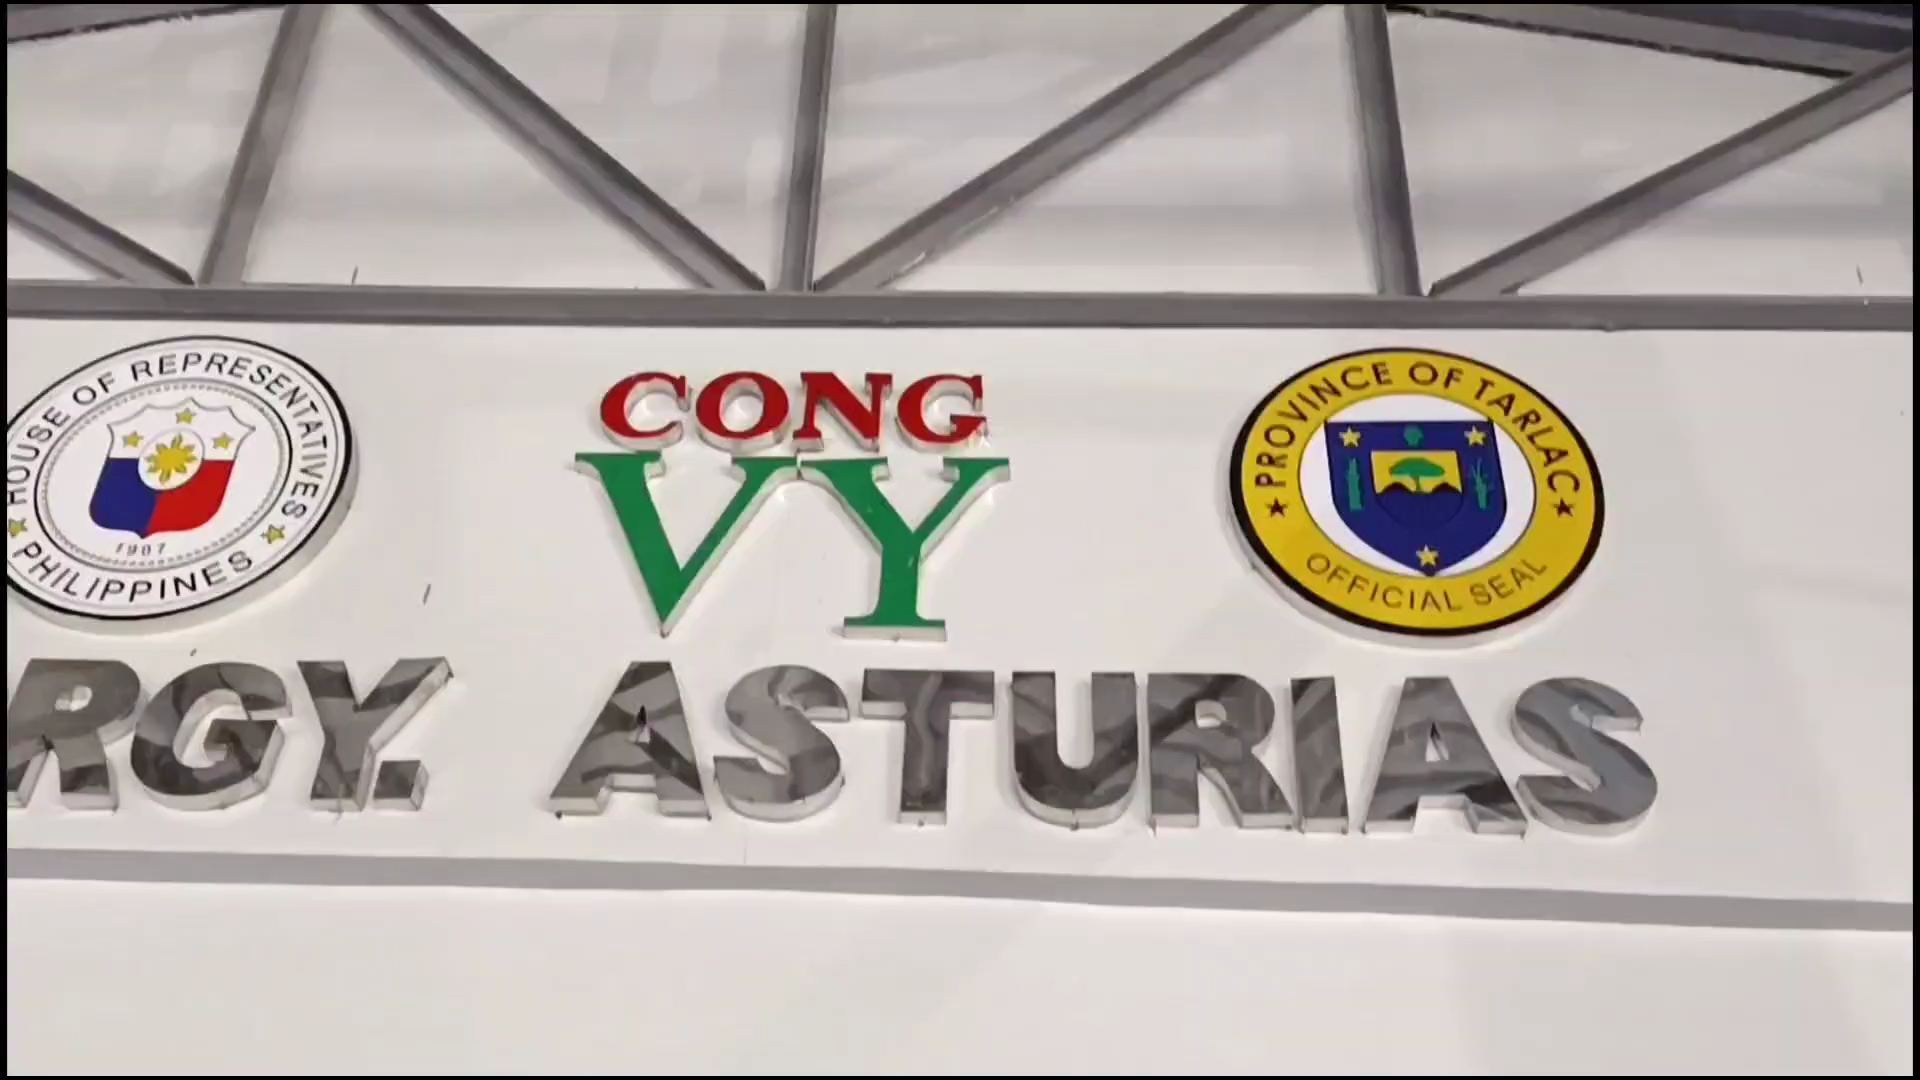 HOUSE OF REPRESENTATIVES
1907
PHILIPPINES
CONG
VY
PROVINCE OF TARLAC
OFFICIAL SEAL
RGY. ASTURIAS